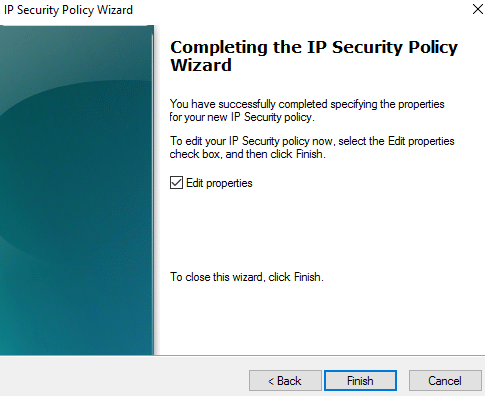 IP Security Policy Wizard
Completing the IP Security Policy
Wizard
You have successfully completed specifying the properties
for your new IP Security policy.
To edit your IP Security policy now, select the Edit properties
check box, and then click Finish.
Edit properties
To close this wizard, click Finish.
< Back
Finish
Cancel